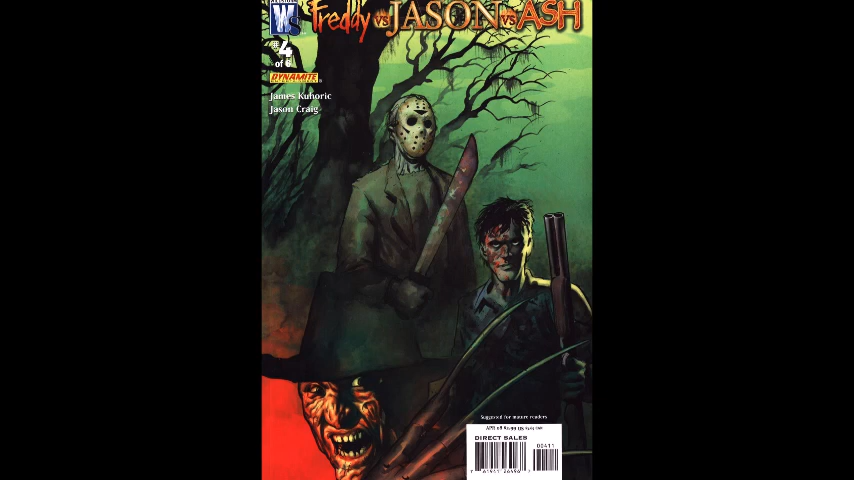 WS
Freddy vs JASON vs ASH
#4
of 6
DYNAMITE
James Kuhoric
Jason Craig
Suggested for mature readers
DIRECT SALES
00411